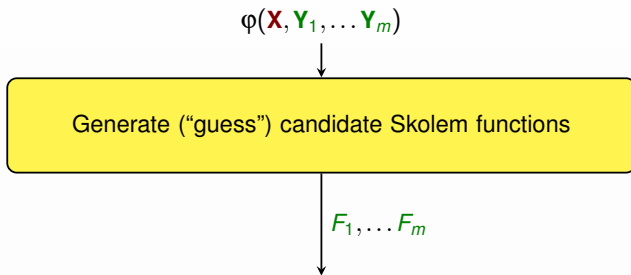 φ(X, Y₁, … Yₘ)
Generate (“guess”) candidate Skolem functions
F₁, … Fₘ